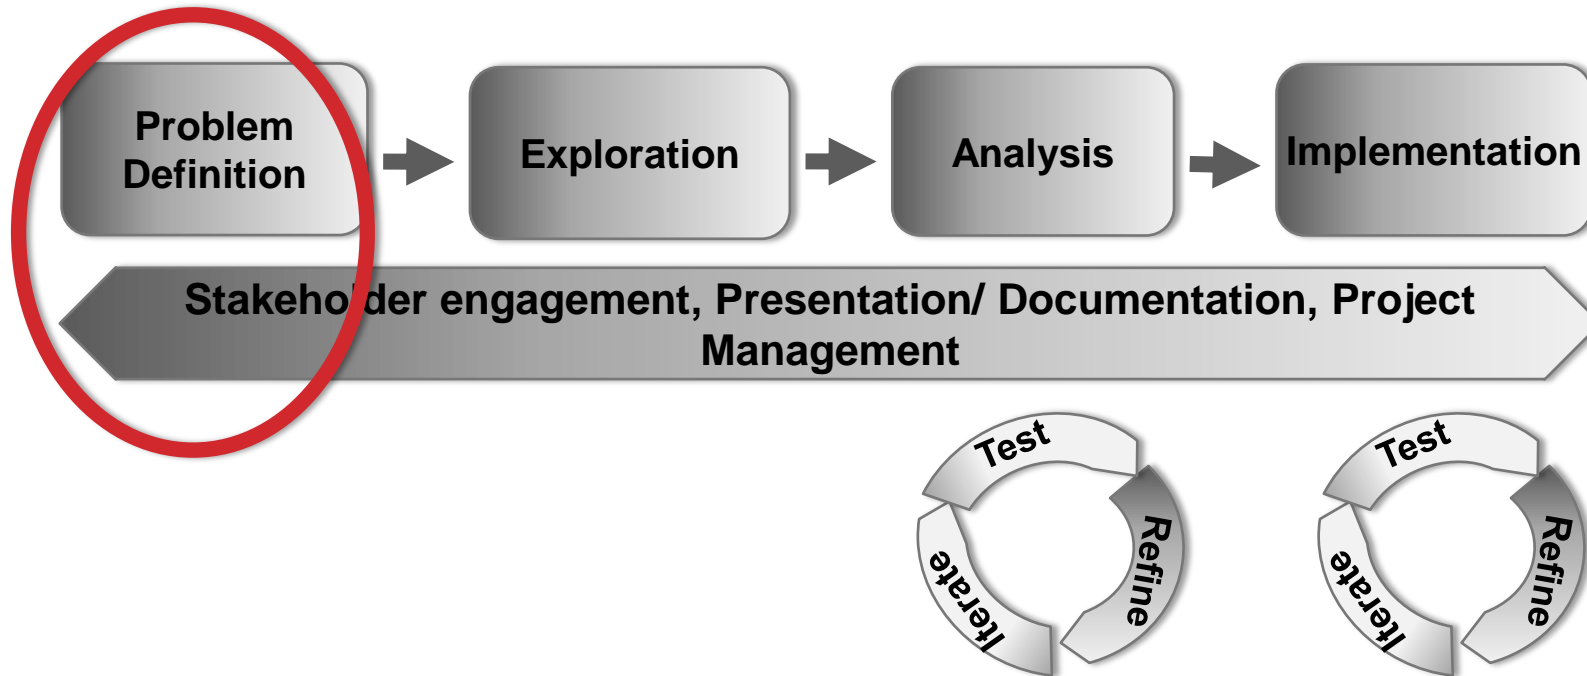 Problem
Definition
Exploration
Analysis
Implementation
Stakeholder engagement, Presentation/ Documentation, Project
Management
Test
Refine
Iterate
Test
Refine
Iterate